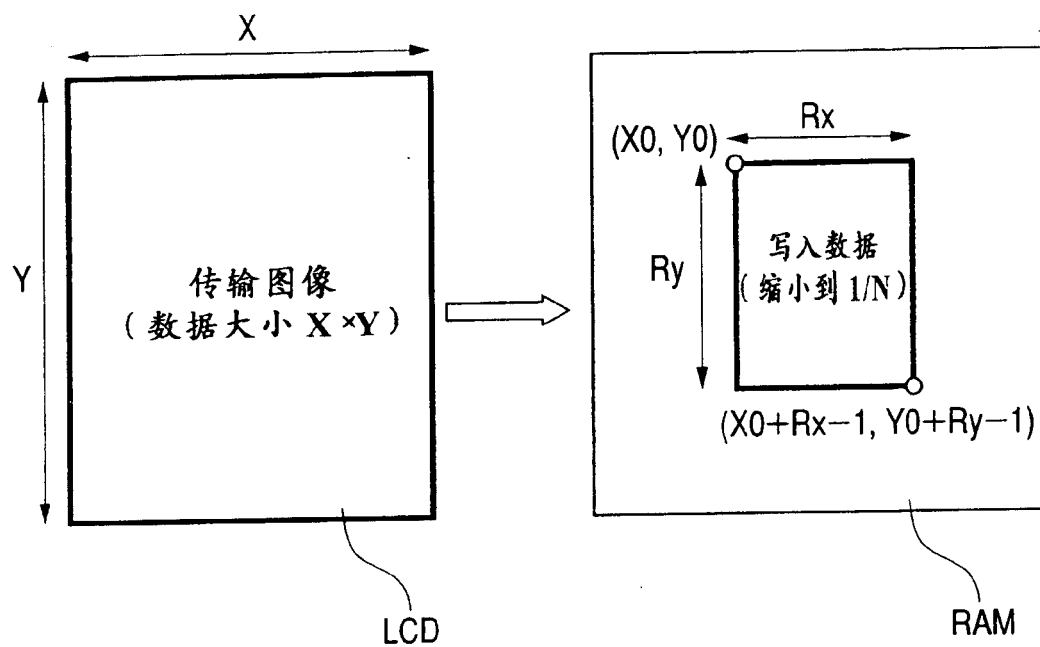 X
Y
传输图像
(数据大小 X×Y)
LCD
(X0, Y0)
Rx
Ry
写入数据
(缩小到 1/N)
(X0+Rx−1, Y0+Ry−1)
RAM